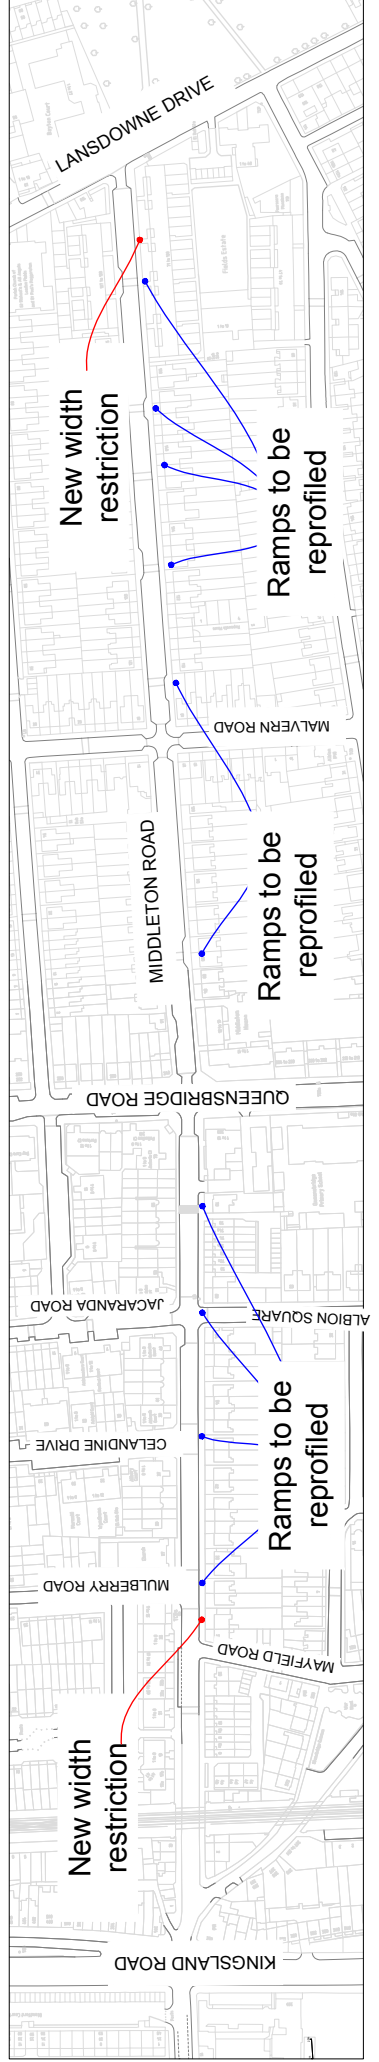 LANSDOWNE DRIVE
New width
restriction
Ramps to be
reprofiled
MALVERN ROAD
MIDDLETON ROAD
Ramps to be
reprofiled
QUEENSBRIDGE ROAD
JACARANDA ROAD
ALBION SQUARE
CELANDINE DRIVE
Ramps to be
reprofiled
MULBERRY ROAD
MAYFIELD ROAD
New width
restriction
KINGSLAND ROAD